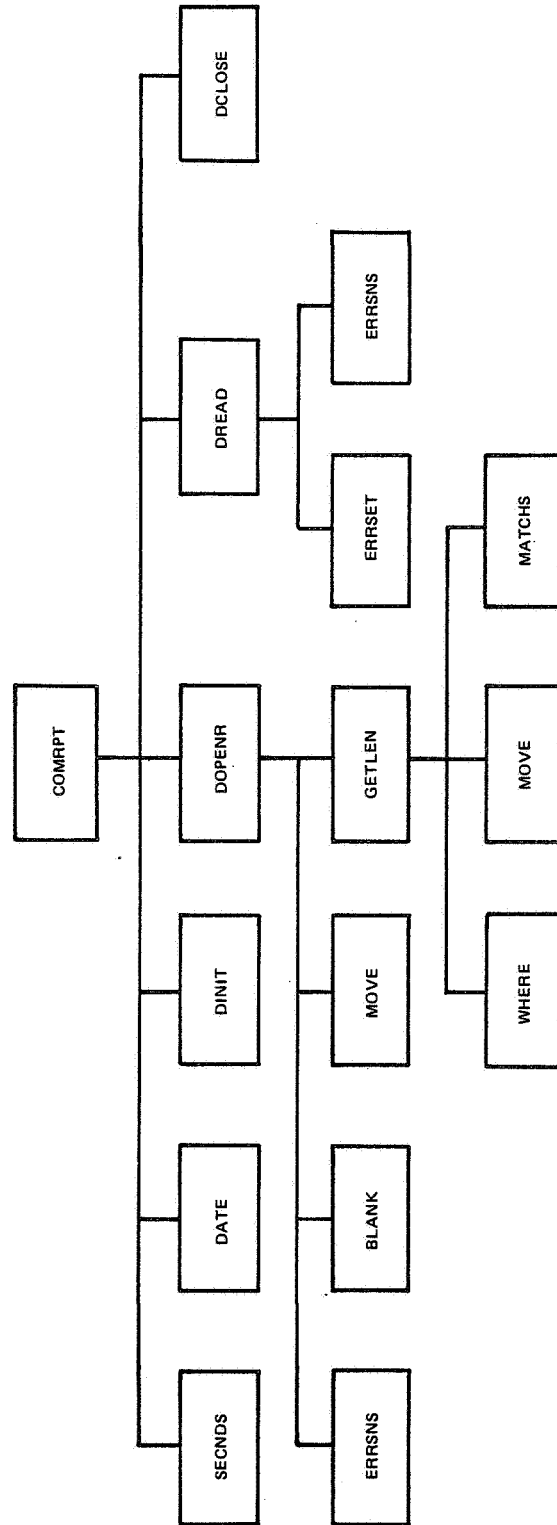 COMRPT
SECNDS
DATE
DINIT
DOPENR
DREAD
DCLOSE
ERRSNS
BLANK
MOVE
GETLEN
ERRSET
ERRSNS
WHERE
MOVE
MATCHS